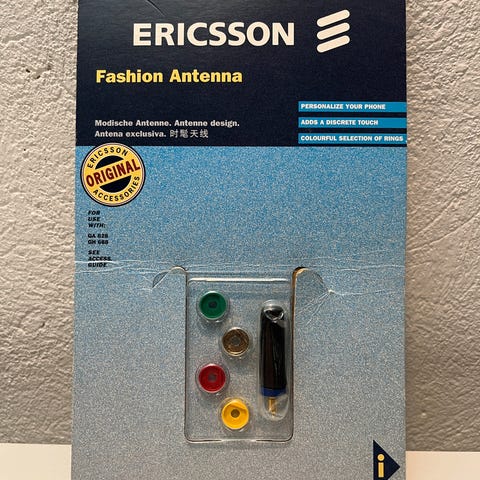 ERICSSON
Fashion Antenna
Modische Antenne. Antenne design.
Antena exclusiva. 时髦天线
PERSONALIZE YOUR PHONE
ADDS A DISCRETE TOUCH
COLOURFUL SELECTION OF RINGS
ERICSSON
ORIGINAL
ACCESSORIES
FOR
USE
WITH:
GA 628
GH 688
SEE
ACCESS.
GUIDE
i